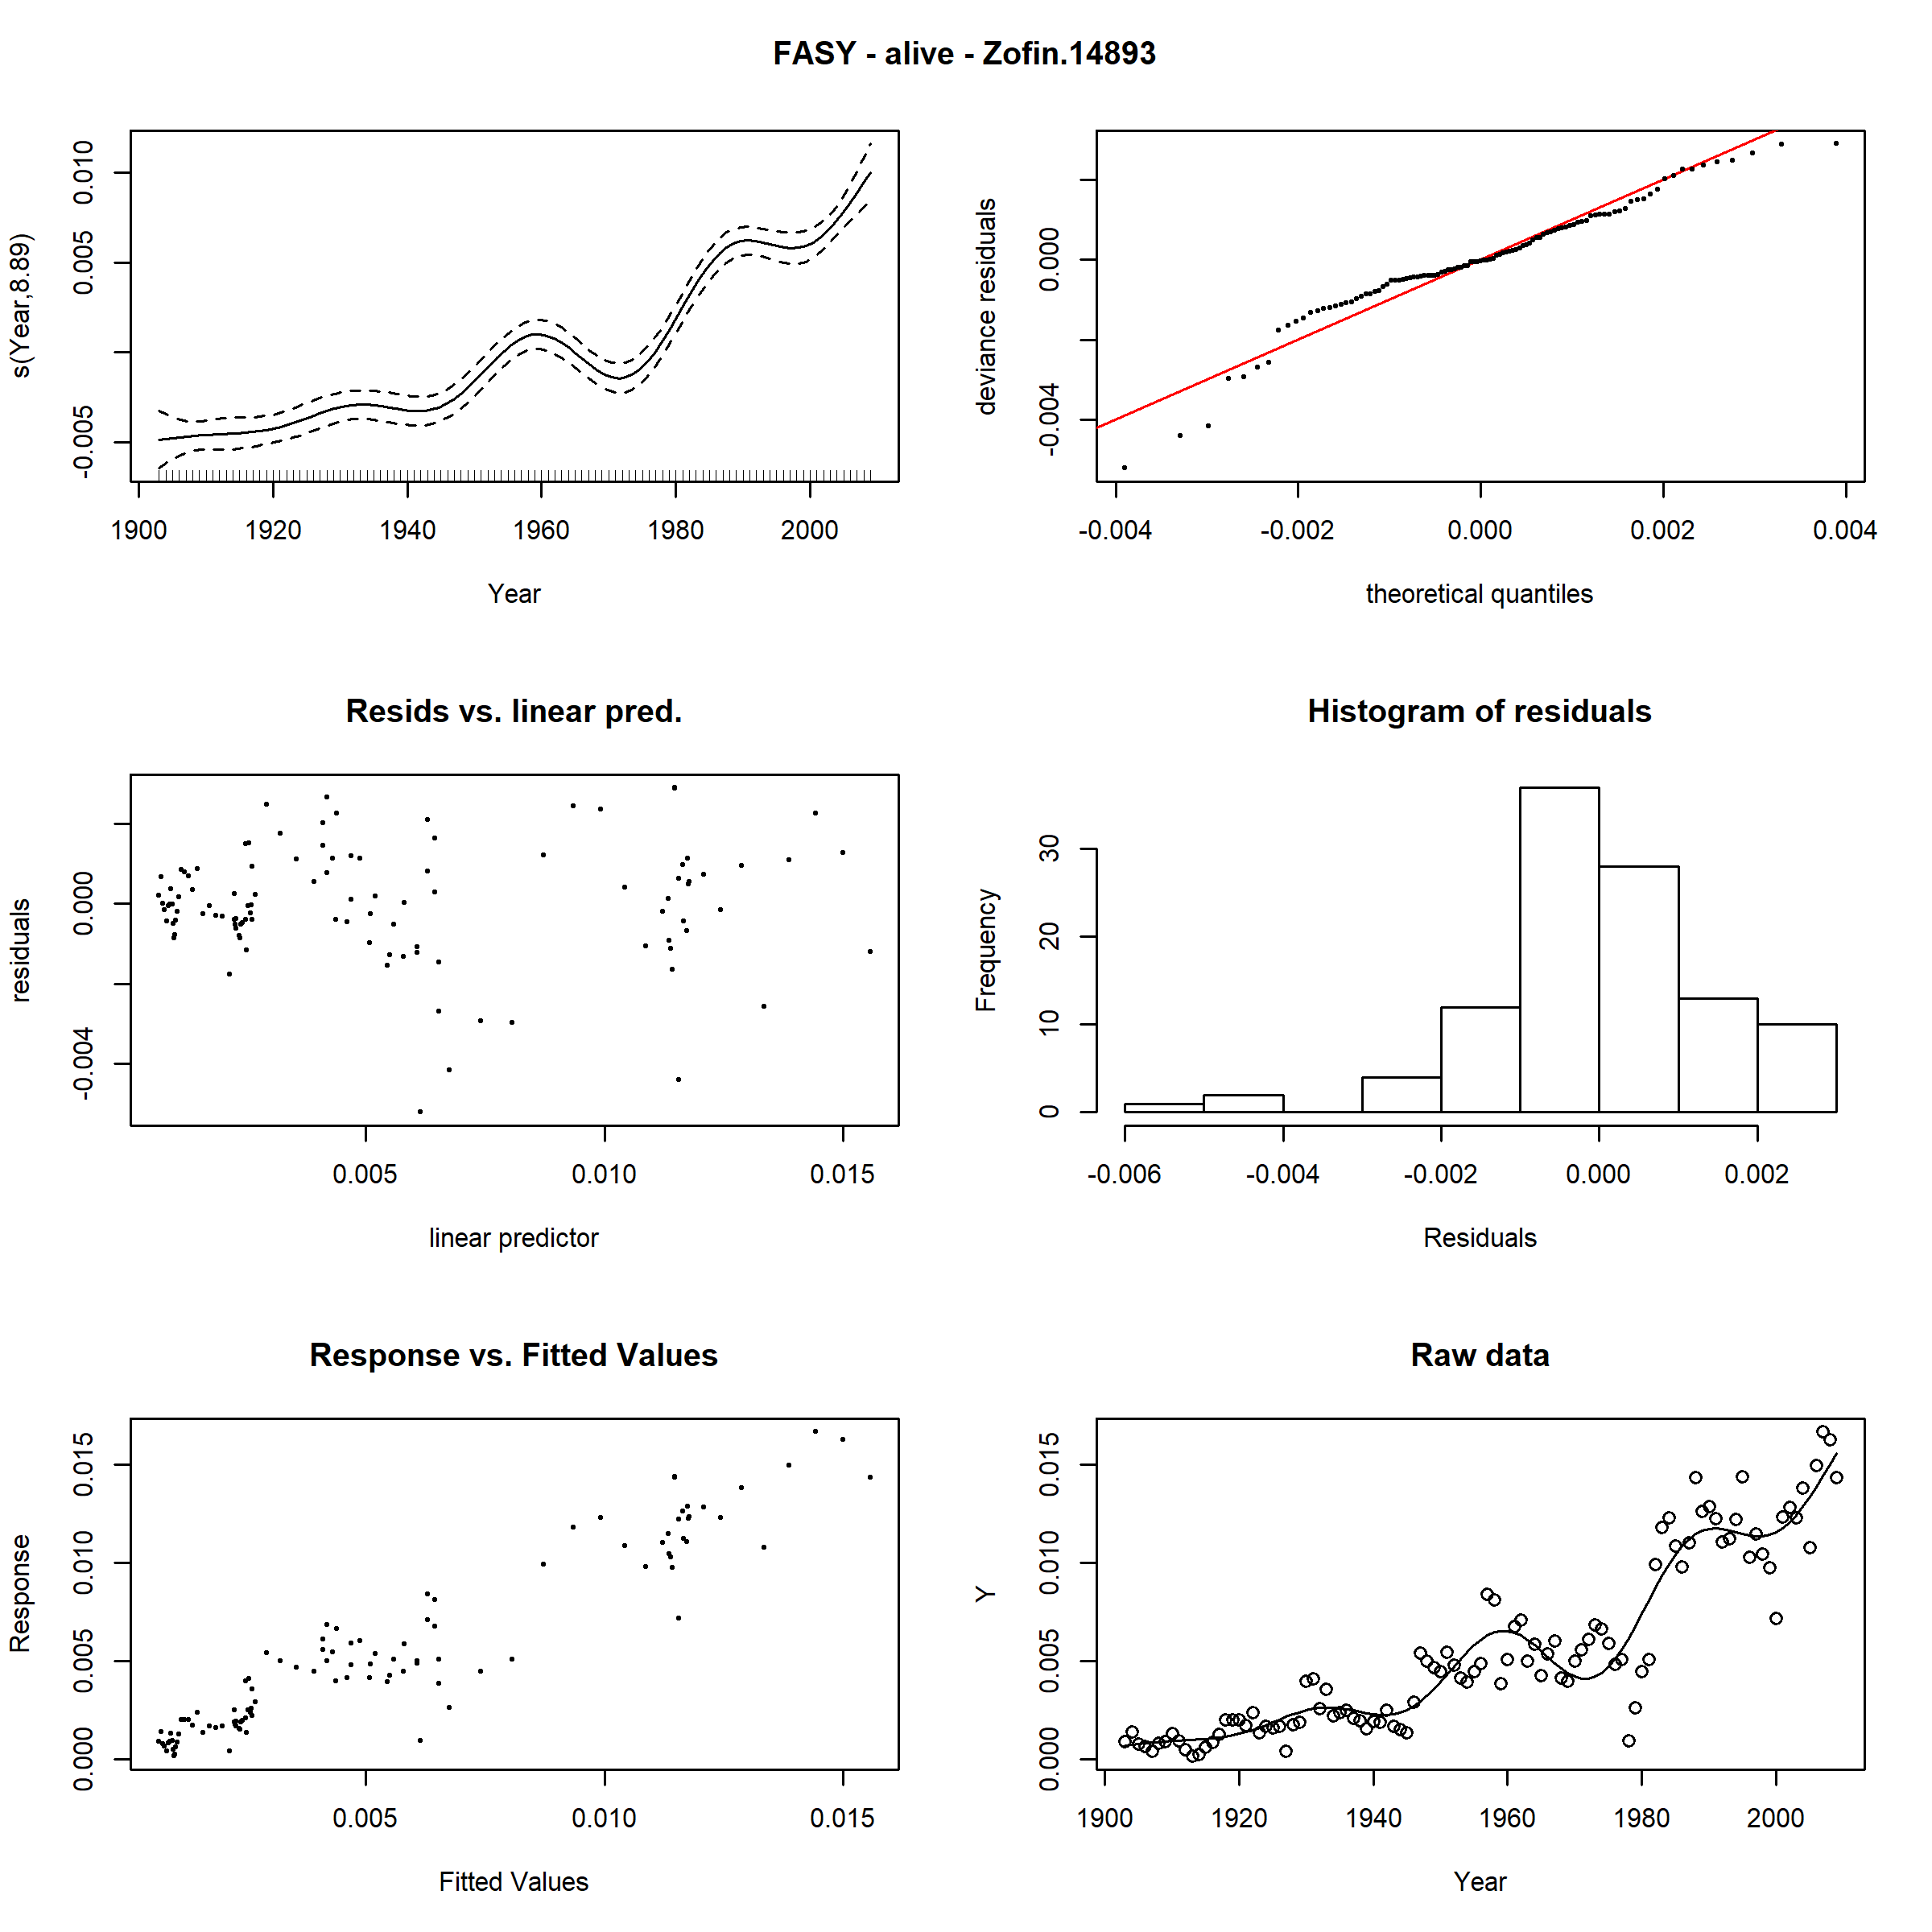 FASY - alive - Zofin.14893
s(Year,8.89)
-0.005 0.005 0.010
1900 1920 1940 1960 1980 2000
Year
deviance residuals
-0.004 0.000
-0.004 -0.002 0.000 0.002 0.004
theoretical quantiles
Resids vs. linear pred.
residuals
-0.004 0.000
0.005 0.010 0.015
linear predictor
Histogram of residuals
Frequency
0 10 20 30
-0.006 -0.004 -0.002 0.000 0.002
Residuals
Response vs. Fitted Values
Response
0.000 0.005 0.010 0.015
0.005 0.010 0.015
Fitted Values
Raw data
Y
0.000 0.005 0.010 0.015
1900 1920 1940 1960 1980 2000
Year